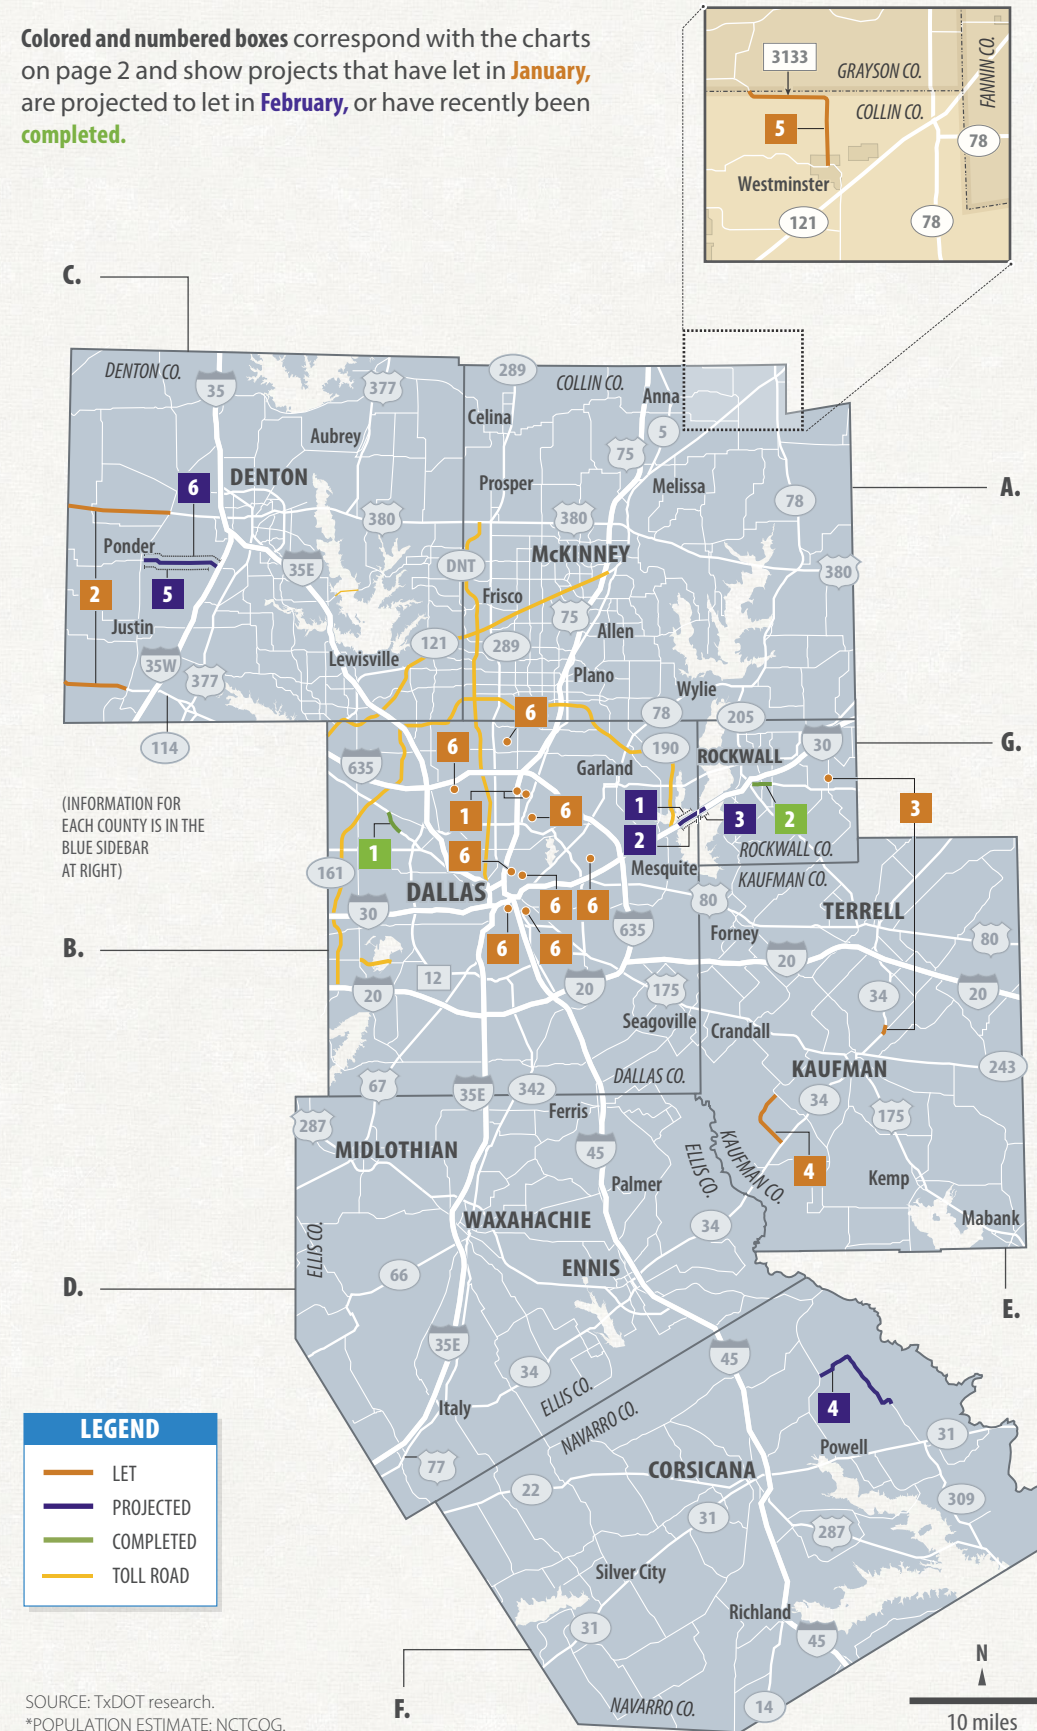 Colored and numbered boxes correspond with the charts
on page 2 and show projects that have let in January,
are projected to let in February, or have recently been
completed.
3133
GRAYSON CO.
FANNIN CO.
COLLIN CO.
5
78
Westminster
121
78
C.
DENTON CO.
35
377
289
COLLIN CO.
Anna
Celina
5
Aubrey
75
DENTON
6
Prosper
Melissa
A.
78
380
380
Ponder
McKINNEY
35E
DNT
380
2
5
Frisco
75
Justin
Allen
121
289
Lewisville
35W
377
Plano
Wylie
6
78
205
114
6
190
ROCKWALL
30
G.
635
Garland
(INFORMATION FOR
EACH COUNTY IS IN THE
BLUE SIDEBAR
AT RIGHT)
1
6
1
3
2
3
2
1
6
ROCKWALL CO.
161
Mesquite
KAUFMAN CO.
DALLAS
80
30
6
6
TERRELL
B.
6
6
635
Forney
80
12
20
20
20
175
34
20
Seagoville
Crandall
DALLAS CO.
KAUFMAN
243
67
35E
342
34
287
Ferris
175
MIDLOTHIAN
45
ELLIS CO.
KAUFMAN CO.
4
Palmer
Kemp
WAXAHACHIE
34
Mabank
ELLIS CO.
ENNIS
66
D.
E.
35E
45
34
ELLIS CO.
4
Italy
NAVARRO CO.
31
LEGEND
LET
PROJECTED
COMPLETED
TOLL ROAD
77
Powell
CORSICANA
22
309
31
287
Silver City
Richland
31
45
N
F.
NAVARRO CO.
14
10 miles
SOURCE: TxDOT research.
*POPULATION ESTIMATE: NCTCOG.